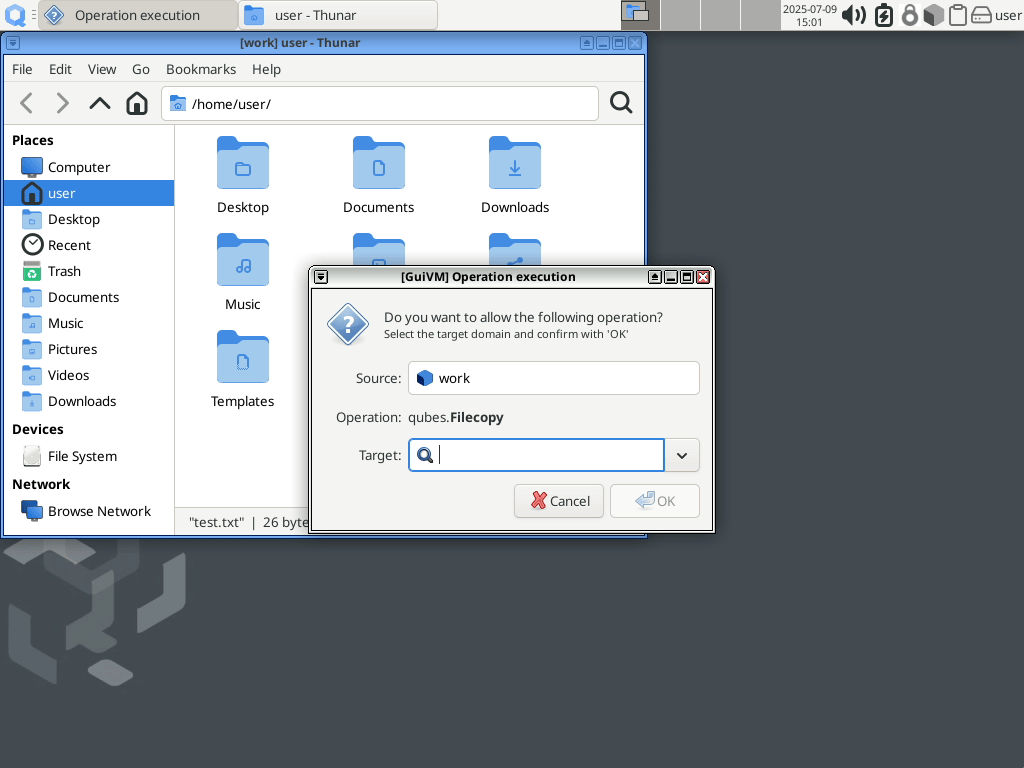 Operation execution
user - Thunar
2025-07-09
15:01
user
[work] user - Thunar
File Edit View Go Bookmarks Help
/home/user/
Places
Computer
user
Desktop
Recent
Trash
Documents
Music
Pictures
Videos
Downloads
Devices
File System
Network
Browse Network
Desktop Documents Downloads
Music
Templates
"test.txt" | 26 byte
[GuiVM] Operation execution
Do you want to allow the following operation?
Select the target domain and confirm with 'OK'
Source: work
Operation: qubes.Filecopy
Target:
Cancel OK